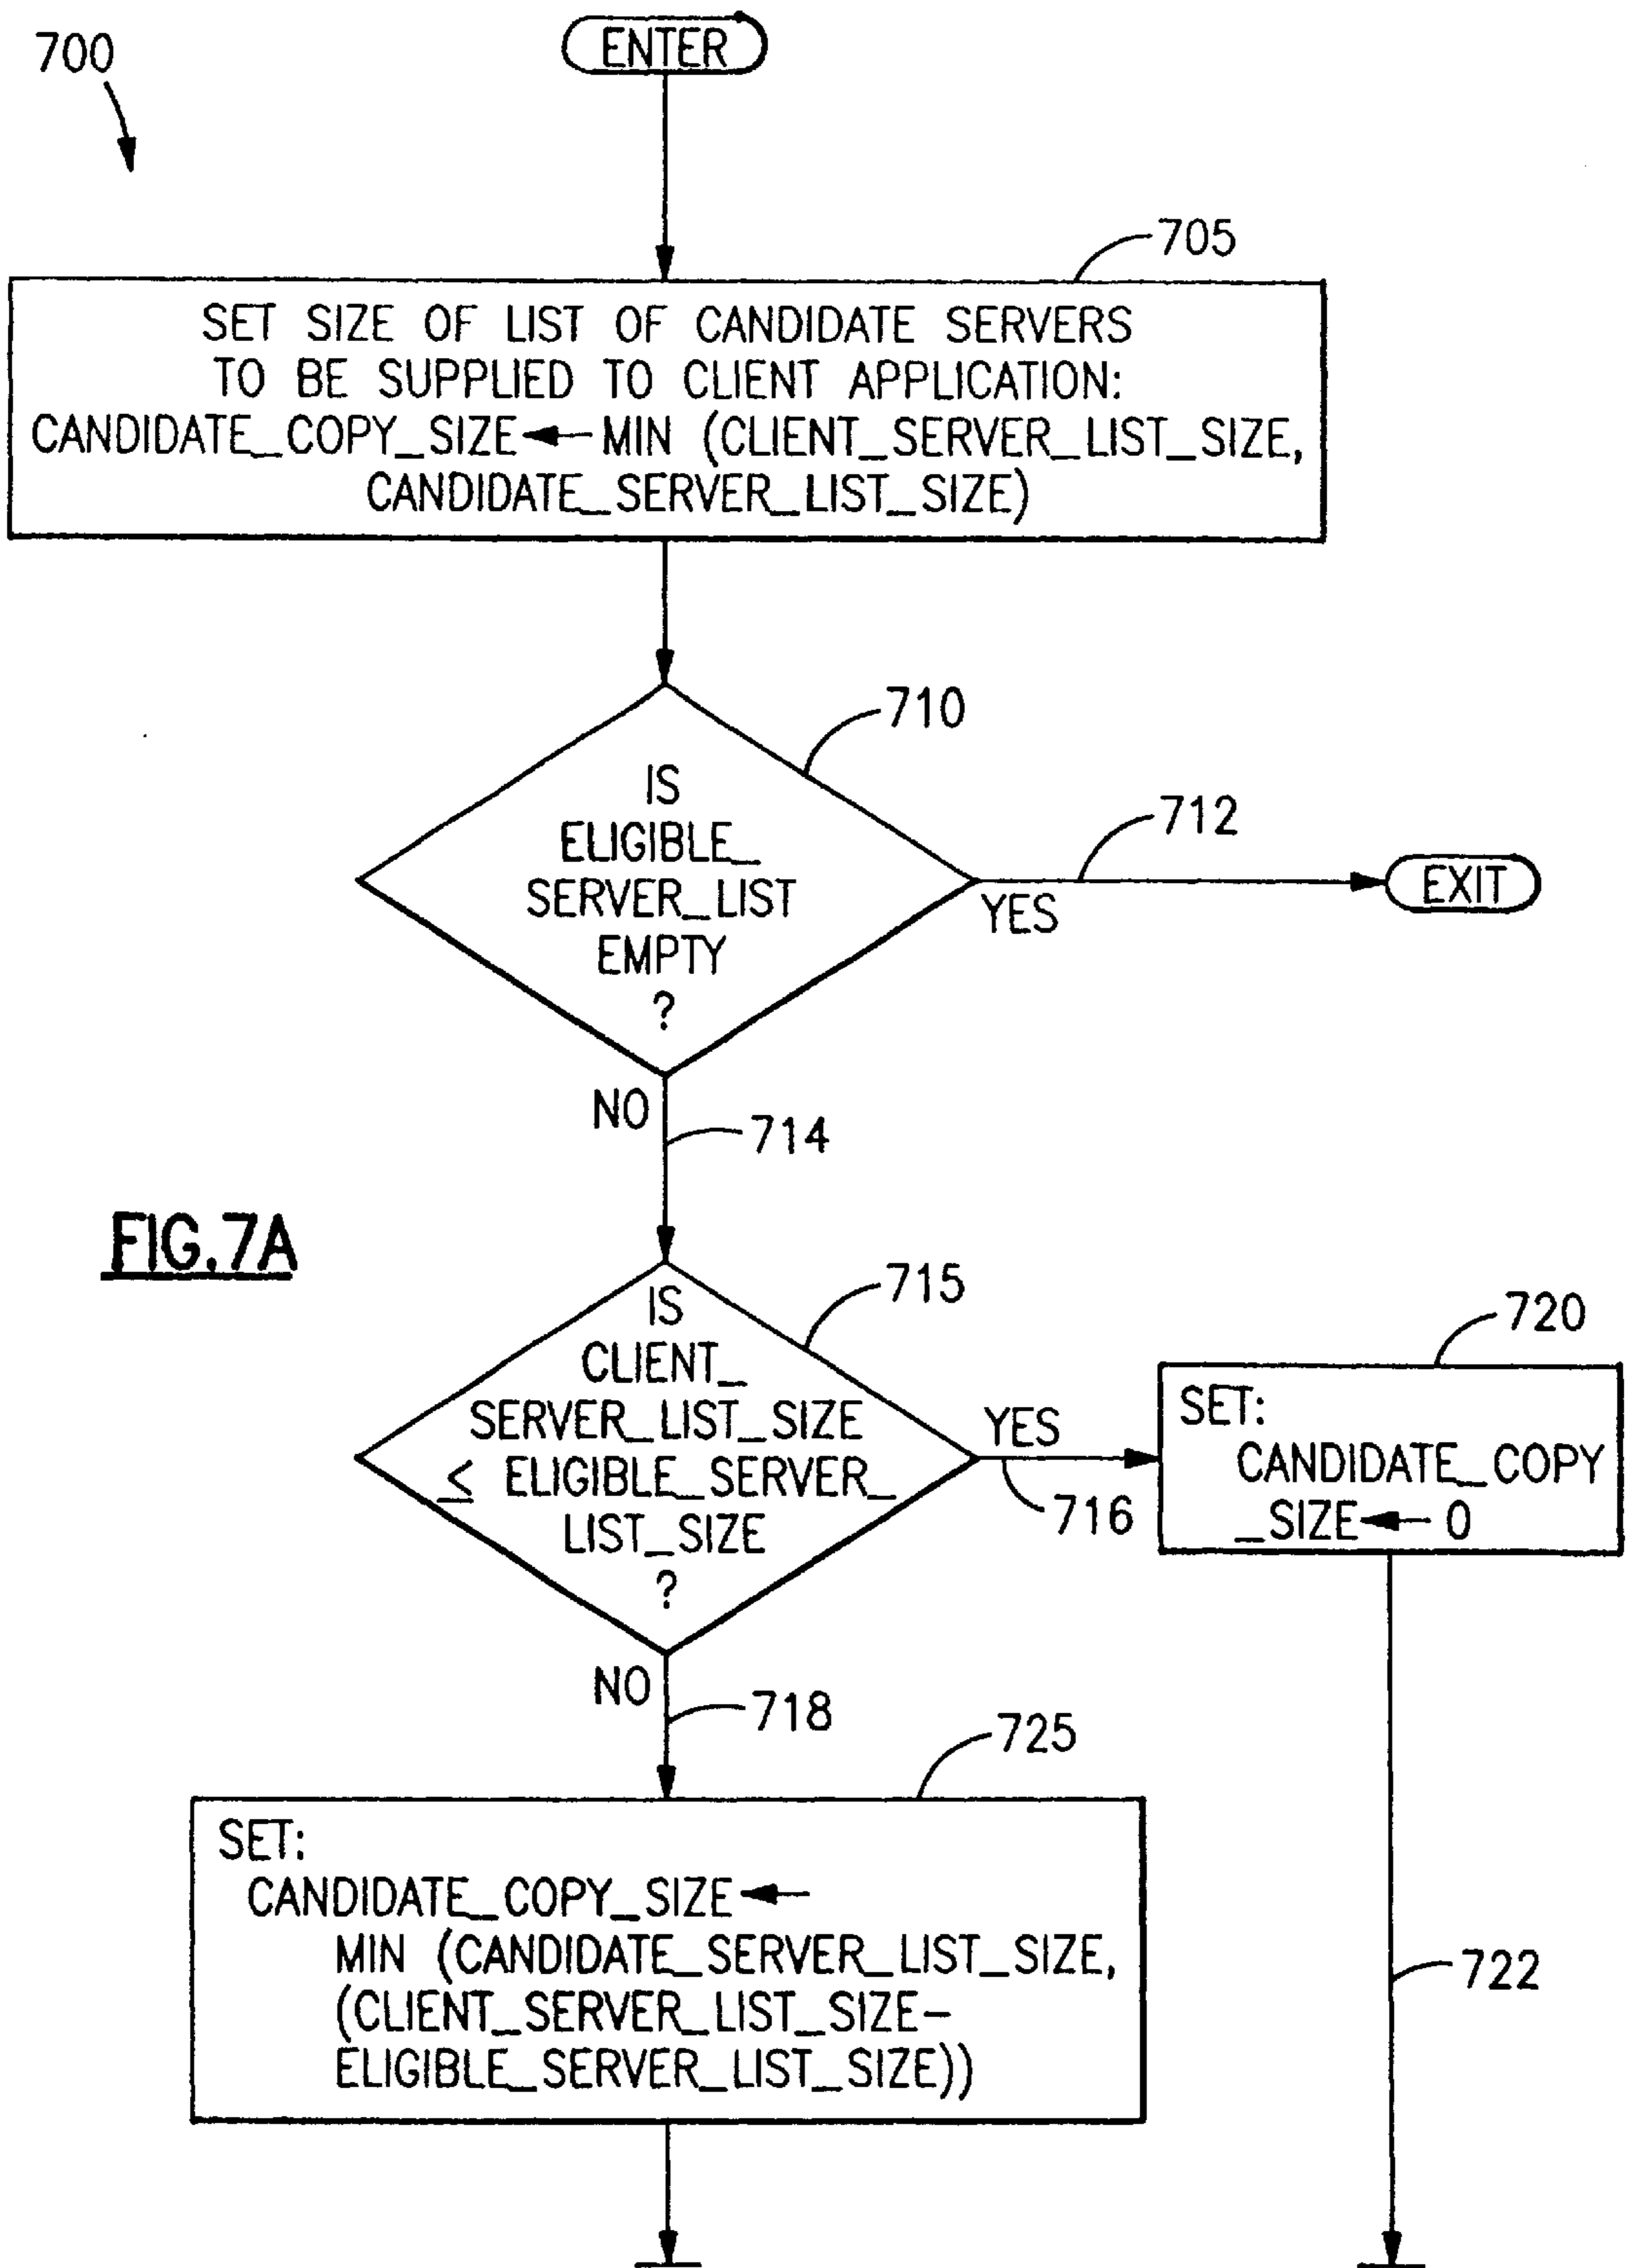 700
ENTER
705
SET SIZE OF LIST OF CANDIDATE SERVERS
TO BE SUPPLIED TO CLIENT APPLICATION:
CANDIDATE_COPY_SIZE← MIN (CLIENT_SERVER_LIST_SIZE,
CANDIDATE_SERVER_LIST_SIZE)
710
IS
ELIGIBLE_
SERVER_LIST
EMPTY
?
712
YES
EXIT
NO
714
FIG.7A
715
IS
CLIENT_
SERVER_LIST_SIZE
≤ ELIGIBLE_SERVER_
LIST_SIZE
?
YES
716
720
SET:
CANDIDATE_COPY
_SIZE← 0
NO
718
725
SET:
CANDIDATE_COPY_SIZE←
MIN (CANDIDATE_SERVER_LIST_SIZE,
(CLIENT_SERVER_LIST_SIZE–
ELIGIBLE_SERVER_LIST_SIZE))
722